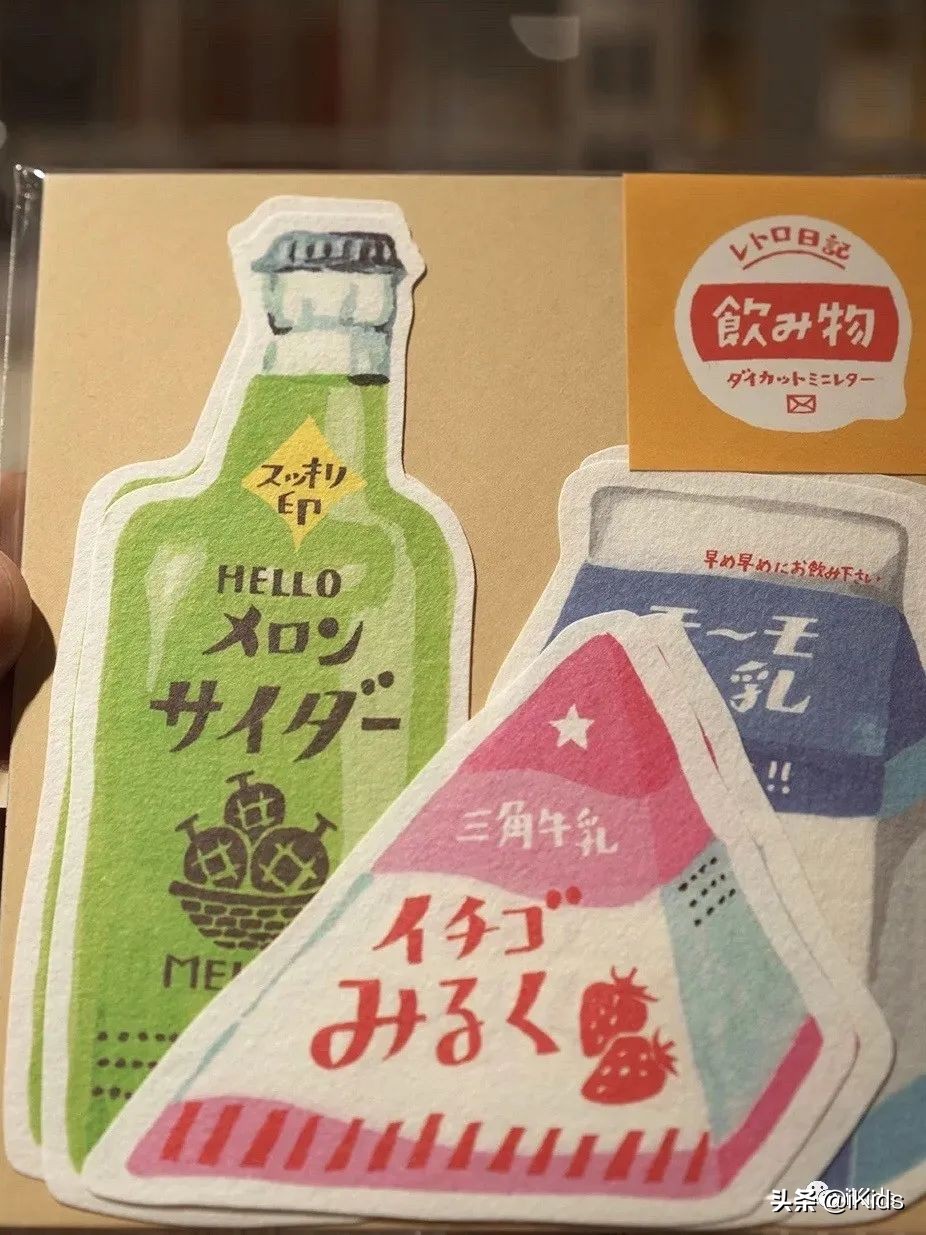 レトロ日記
飲み物
ダイカットミニレター
スッキリ
印
HELLO
メロン
サイダー
早め早めにお飲み下さい
モ〜モ
乳
!!
三角牛乳
イチゴ
みるく
头条@iKids